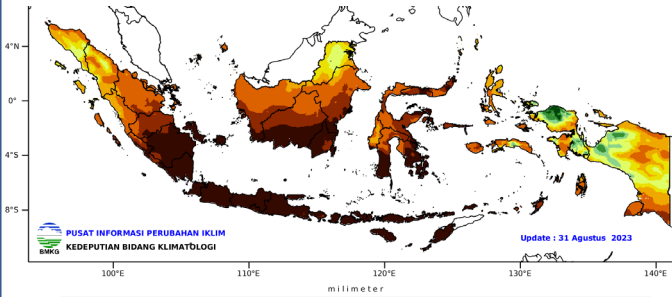 4°N
0°
4°S
8°S
PUSAT INFORMASI PERUBAHAN IKLIM
KEDEPUTIAN BIDANG KLIMATOLOGI
BMKG
Update : 31 Agustus 2023
100°E
110°E
120°E
130°E
140°E
milimeter